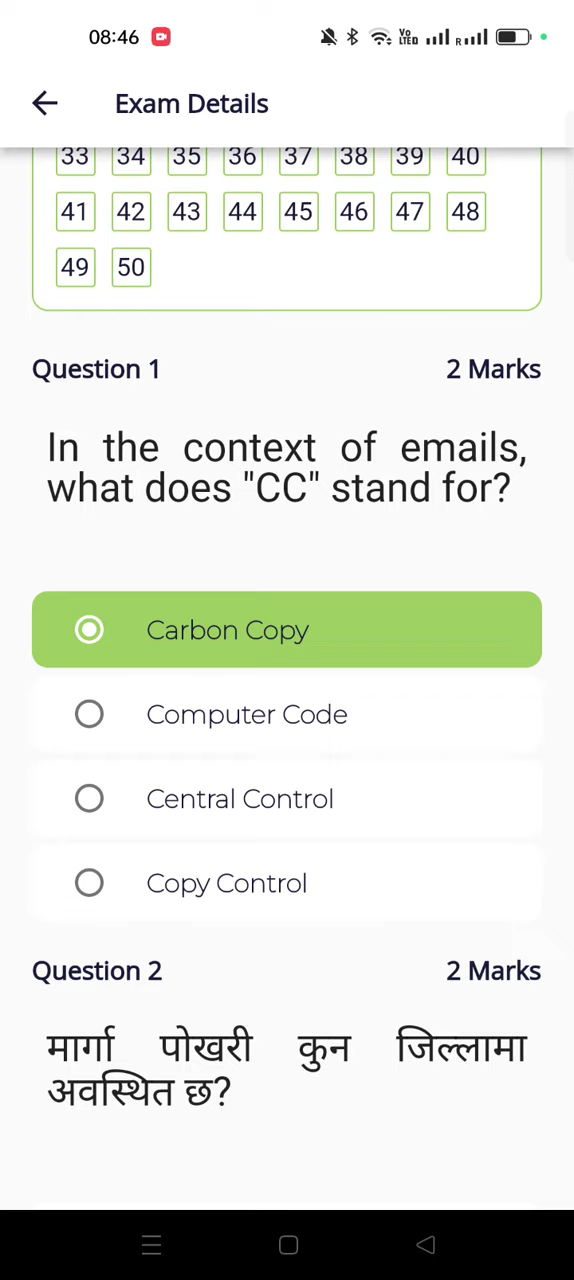 08:46
Vo
LTED
R
Exam Details
33 34 35 36 37 38 39 40
41 42 43 44 45 46 47 48
49 50
Question 1 2 Marks
In the context of emails,
what does "CC" stand for?
Carbon Copy
Computer Code
Central Control
Copy Control
Question 2 2 Marks
मार्गा पोखरी कुन जिल्लामा
अवस्थित छ?